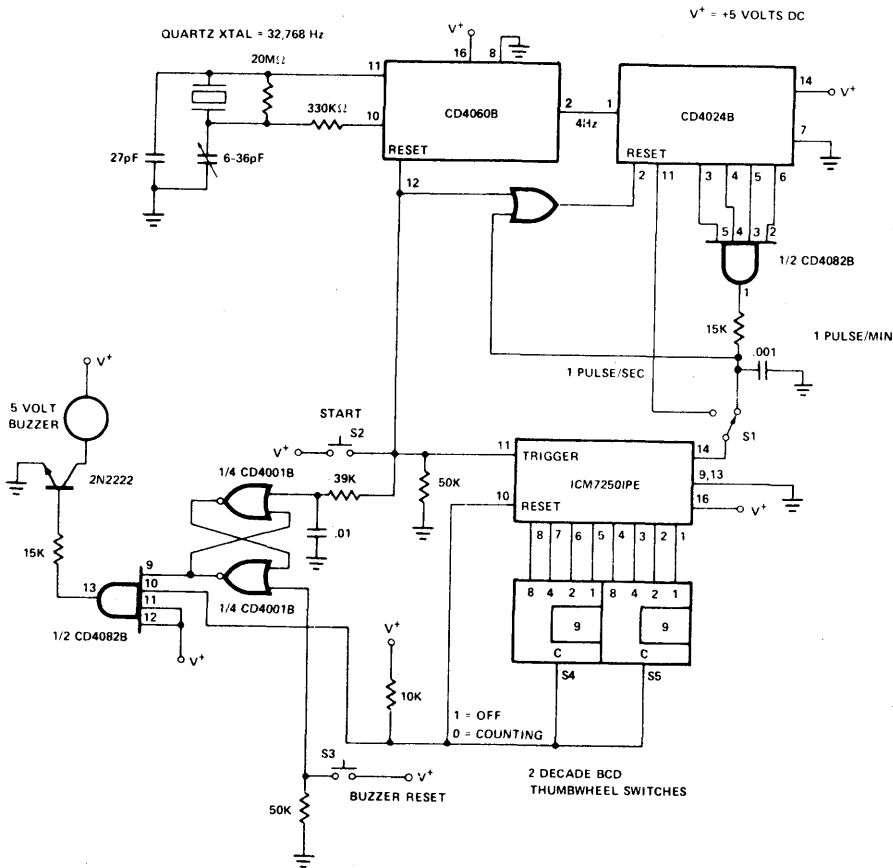 V+ = +5 VOLTS DC
QUARTZ XTAL = 32,768 Hz
20MΩ
330KΩ
27pF
6-36pF
V+
16
8
11
10
CD4060B
RESET
12
2
4Hz
1
CD4024B
14
V+
7
RESET
2
11
3
4
5
6
5
4
3
2
1/2 CD4082B
1
15K
1 PULSE/MIN
.001
1 PULSE/SEC
S1
V+
5 VOLT
BUZZER
2N2222
15K
START
S2
V+
1/4 CD4001B
39K
50K
.01
1/4 CD4001B
13
9
10
11
12
1/2 CD4082B
V+
11
TRIGGER
ICM7250IPE
10
RESET
14
9,13
16
V+
8
7
6
5
4
3
2
1
8
4
2
1
8
4
2
1
9
9
C
C
S4
S5
V+
10K
1 = OFF
0 = COUNTING
S3
V+
BUZZER RESET
50K
2 DECADE BCD
THUMBWHEEL SWITCHES